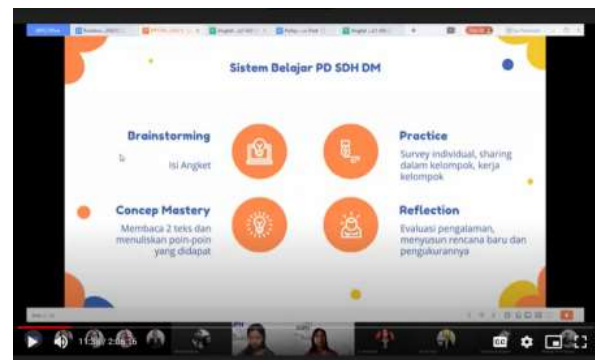 Sistem Belajar PD SDH DM
Brainstorming
Isi Angket
Practice
Survey individual, sharing
dalam kelompok, kerja
kelompok
Concep Mastery
Membaca 2 teks dan
menuliskan poin-poin
yang didapat
Reflection
Evaluasi pengalaman,
menyusun rencana baru dan
pengukurannya